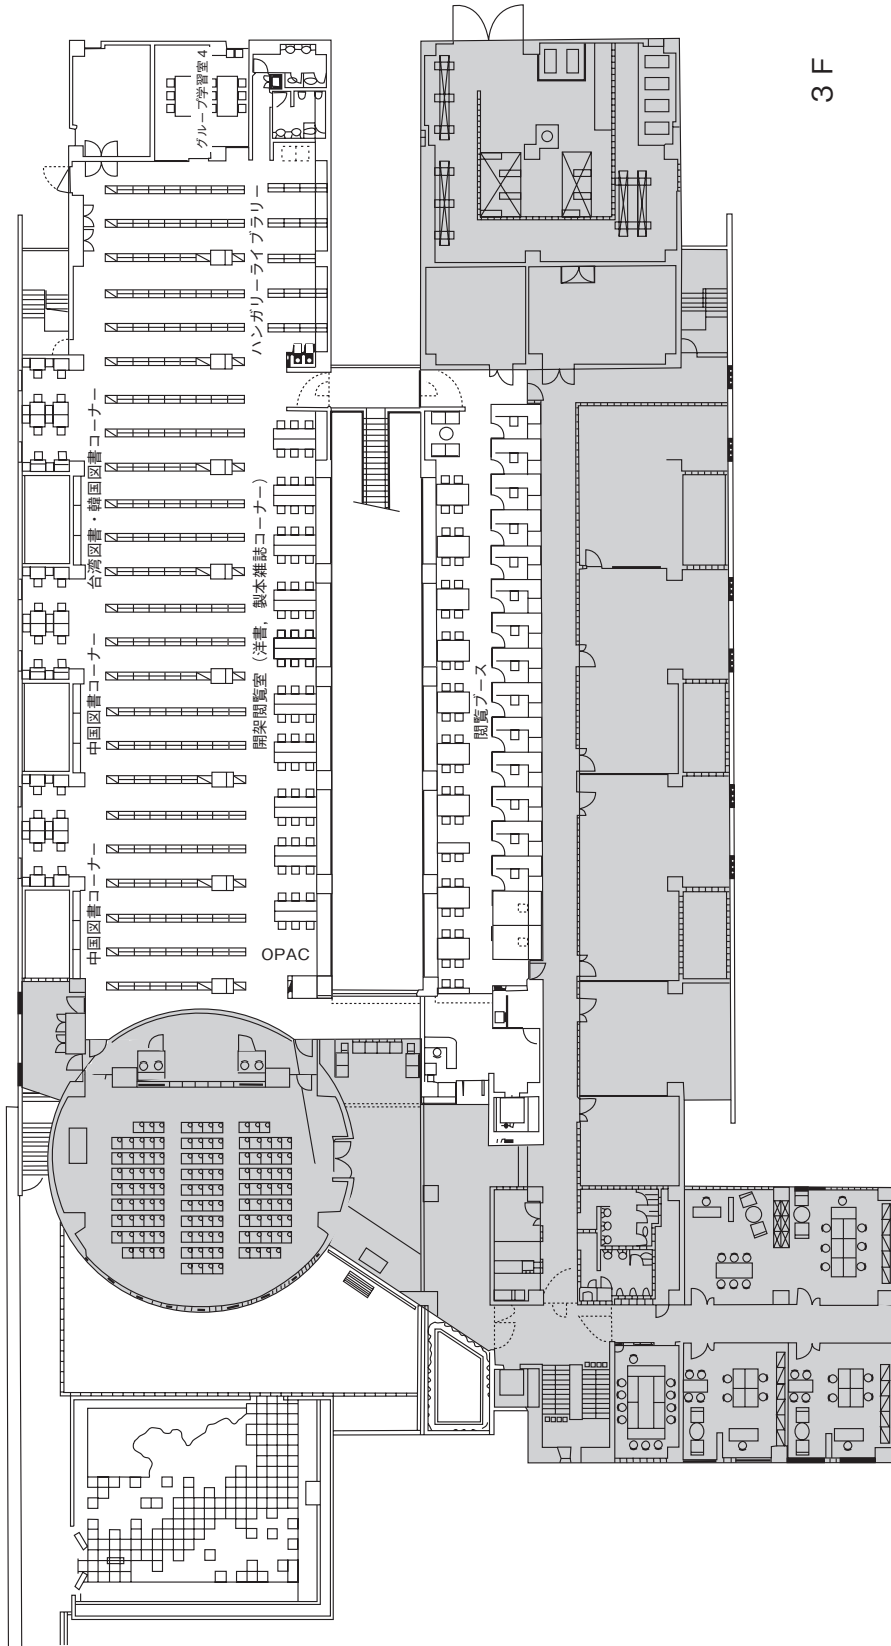 3F
グループ学習室 4
ハンガリーライブラリー
台湾図書・韓国図書コーナー
開架閲覧室（洋書，製本雑誌コーナー）
中国図書コーナー
閲覧ブース
中国図書コーナー
OPAC